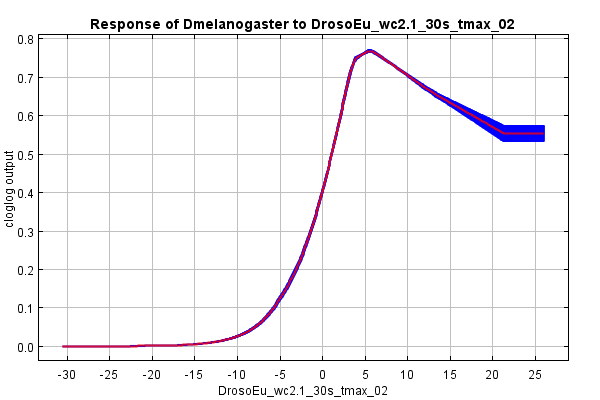 Response of Dmelanogaster to DrosoEu_wc2.1_30s_tmax_02
0.8
0.7
0.6
0.5
0.4
0.3
0.2
0.1
0.0
cloglog output
-30 -25 -20 -15 -10 -5 0 5 10 15 20 25
DrosoEu_wc2.1_30s_tmax_02